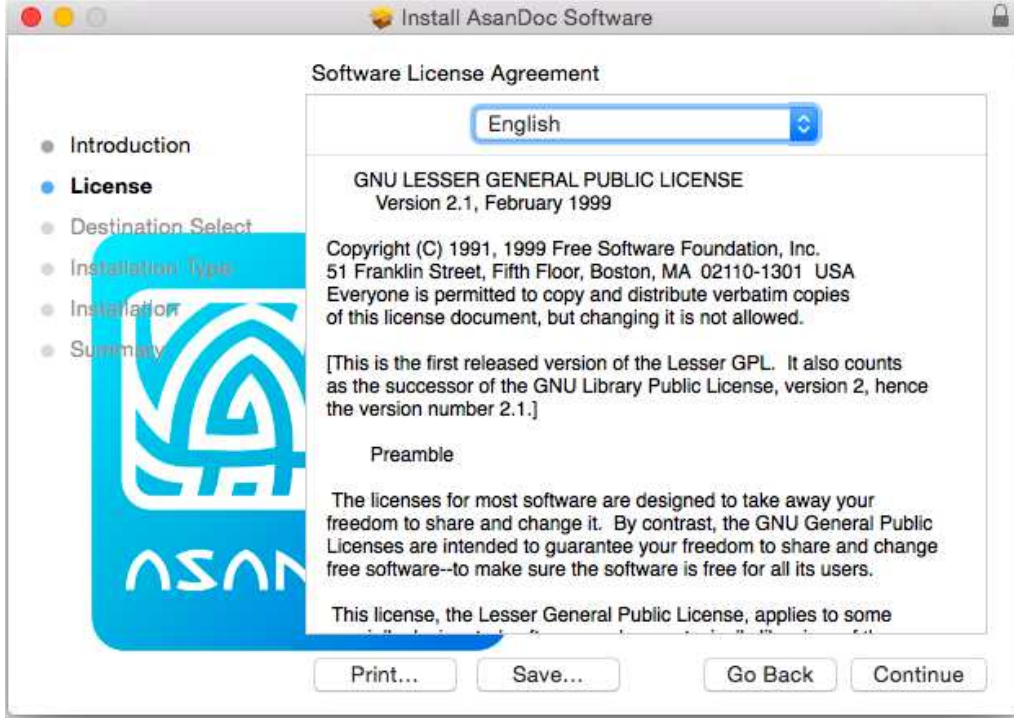 Install AsanDoc Software
Software License Agreement
Introduction
License
Destination Select
Installation Type
Installation
Summary
ASAN
English
GNU LESSER GENERAL PUBLIC LICENSE
Version 2.1, February 1999
Copyright (C) 1991, 1999 Free Software Foundation, Inc.
51 Franklin Street, Fifth Floor, Boston, MA  02110-1301  USA
Everyone is permitted to copy and distribute verbatim copies
of this license document, but changing it is not allowed.
[This is the first released version of the Lesser GPL.  It also counts
as the successor of the GNU Library Public License, version 2, hence
the version number 2.1.]
Preamble
The licenses for most software are designed to take away your
freedom to share and change it.  By contrast, the GNU General Public
Licenses are intended to guarantee your freedom to share and change
free software--to make sure the software is free for all its users.
This license, the Lesser General Public License, applies to some
Print...
Save...
Go Back
Continue